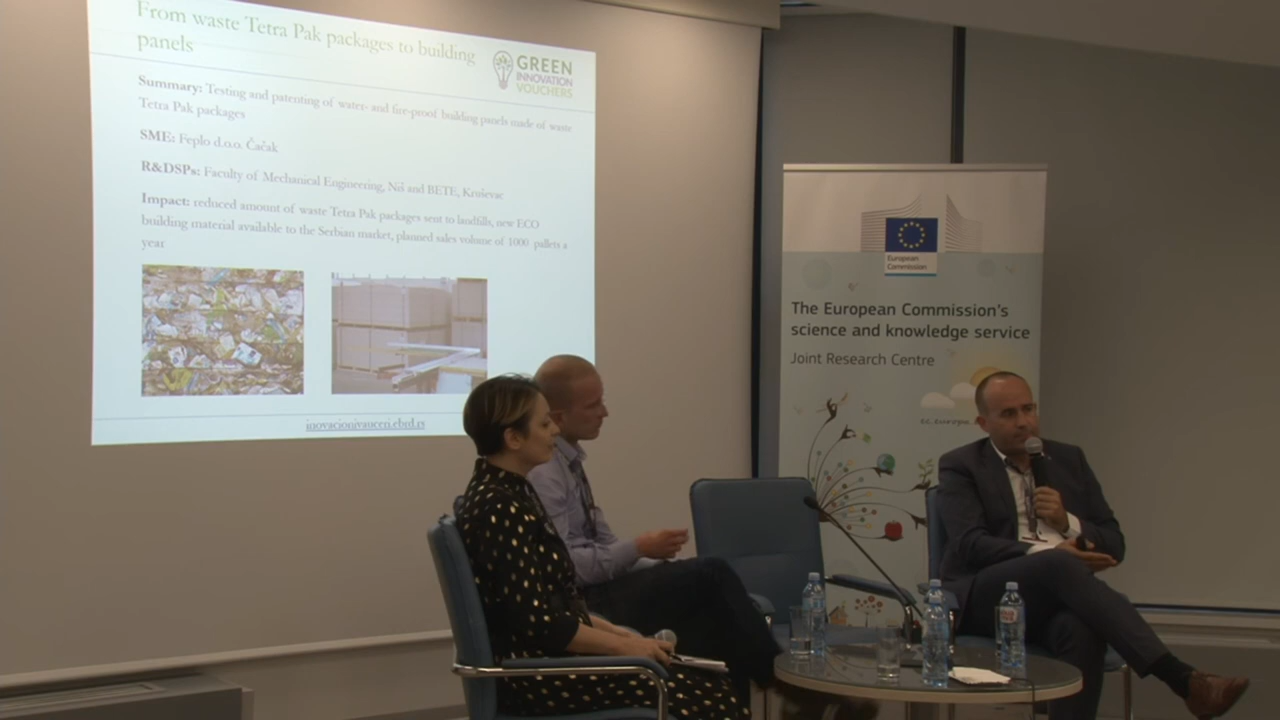 From waste Tetra Pak packages to building
panels
GREEN
INNOVATION
VOUCHERS
Summary: Testing and patenting of water- and fier-proof building panels made of waste
Tetra Pak packages
SME: Feplo d.o.o. Čačak
R&DSPs: Faculty of Mechanical Engineering, Niš and BETE, Kruševac
Impact: reduced amount of waste Tetra Pak packages sent to landfills, new ECO
building material available to the Serbian market, planned sales volume of 1000 pallets a
year
inovacionivauceri.ebrd.rs
European
Commission
The European Commission's
science and knowledge service
Joint Research Centre
ec.europa.